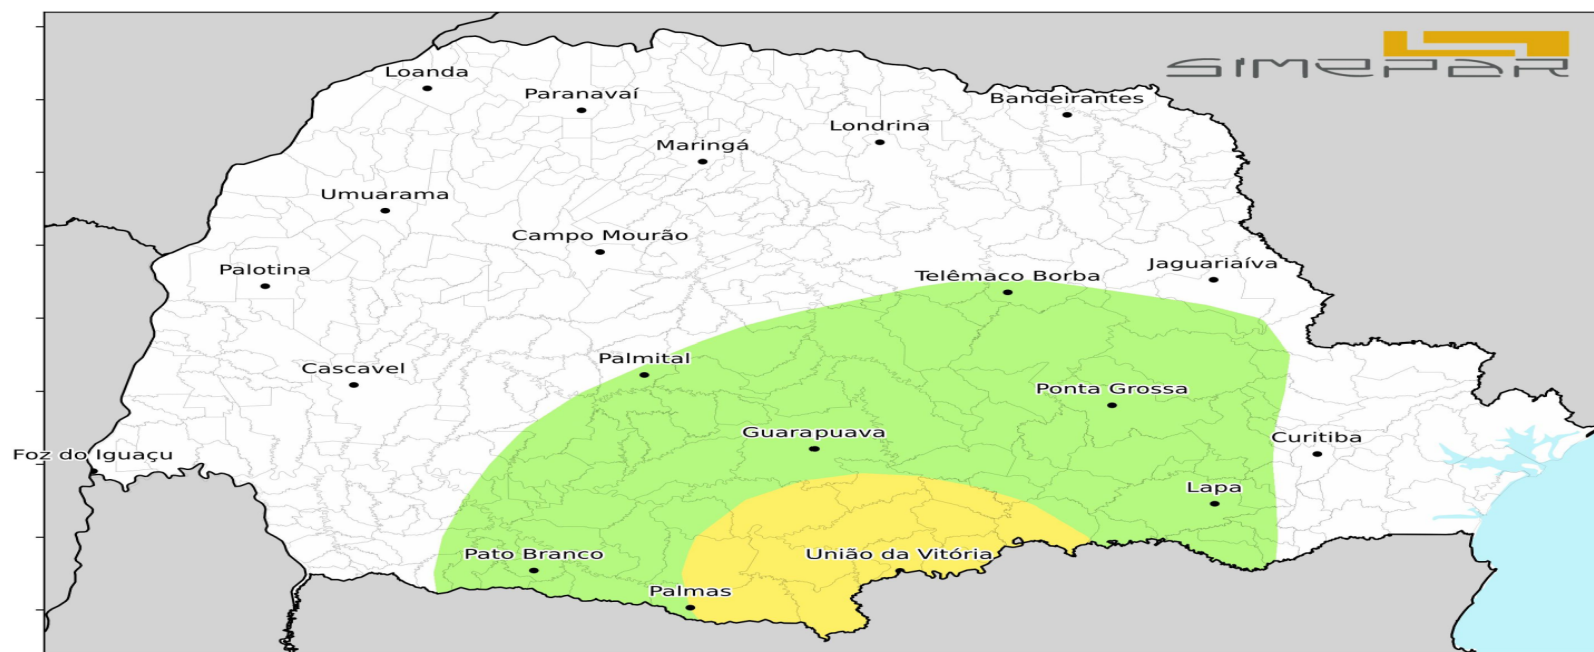 SIMEPAR
Loanda
Paranavaí
Bandeirantes
Londrina
Maringá
Umuarama
Campo Mourão
Jaguariaíva
Palotina
Telêmaco Borba
Palmital
Cascavel
Ponta Grossa
Guarapuava
Curitiba
Foz do Iguaçu
Lapa
Pato Branco
União da Vitória
Palmas